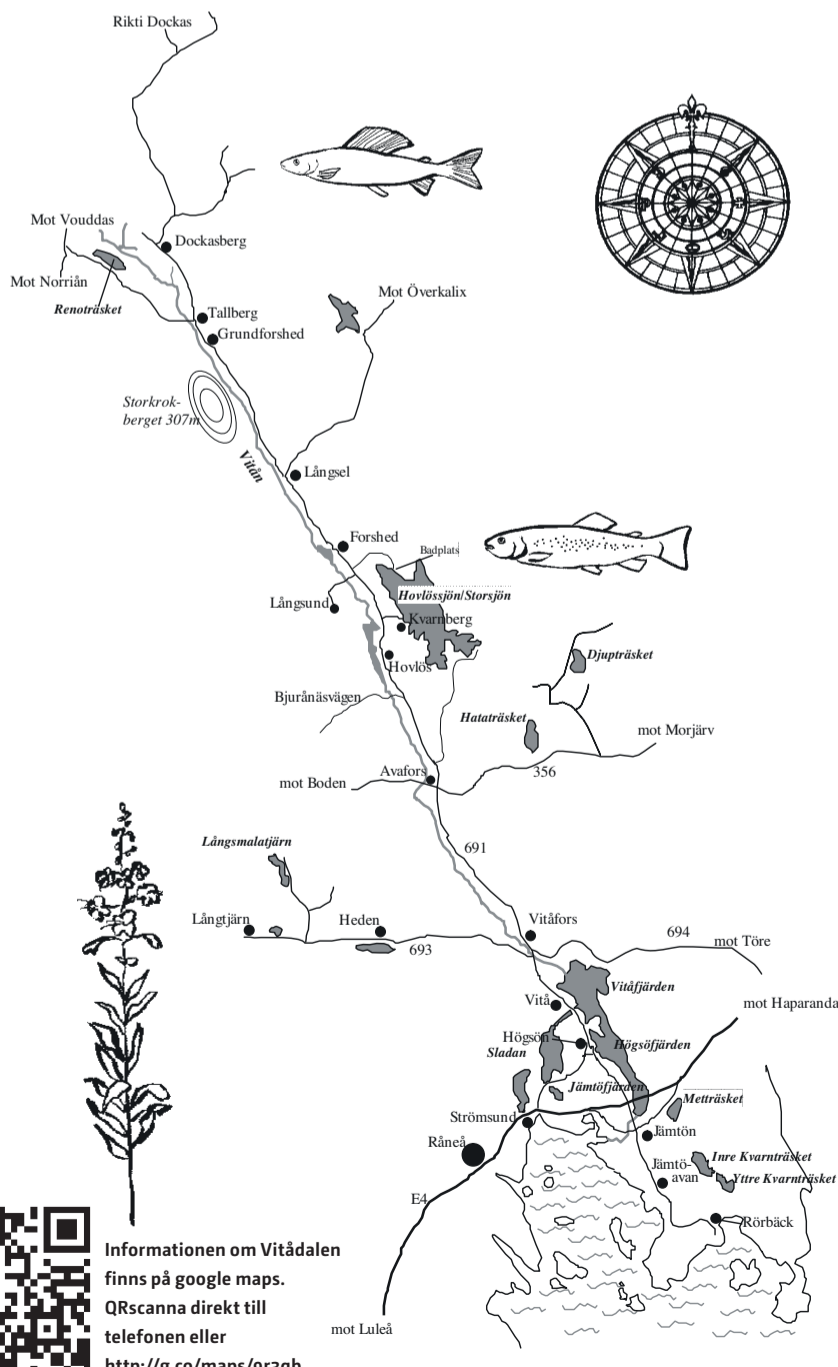 Rikti Dockas
Mot Vouddas
Dockasberg
Mot Norriån
Renoträsket
Mot Överkalix
Tallberg
Grundforshed
Storkrok-
berget 307m
Vitån
Långsel
Forshed
Badplats
Hovlössjön/Storsjön
Långsund
Kvarnberg
Hovlös
Djupträsket
Bjurånäsvägen
Hataträsket
mot Morjärv
Avafors
356
mot Boden
691
Långsmalatjärn
Långtjärn
Heden
Vitåfors
693
694
mot Töre
Vitåfjärden
Vitå
mot Haparanda
Högsön
Högsöfjärden
Sladan
Jämtöfjärden
Metträsket
Strömsund
Jämtön
Råneå
Inre Kvarnträsket
Jämtö-
avan
Yttre Kvarnträsket
E4
Rörbäck
mot Luleå
Informationen om Vitådalen
finns på google maps.
QRscanna direkt till
telefonen eller